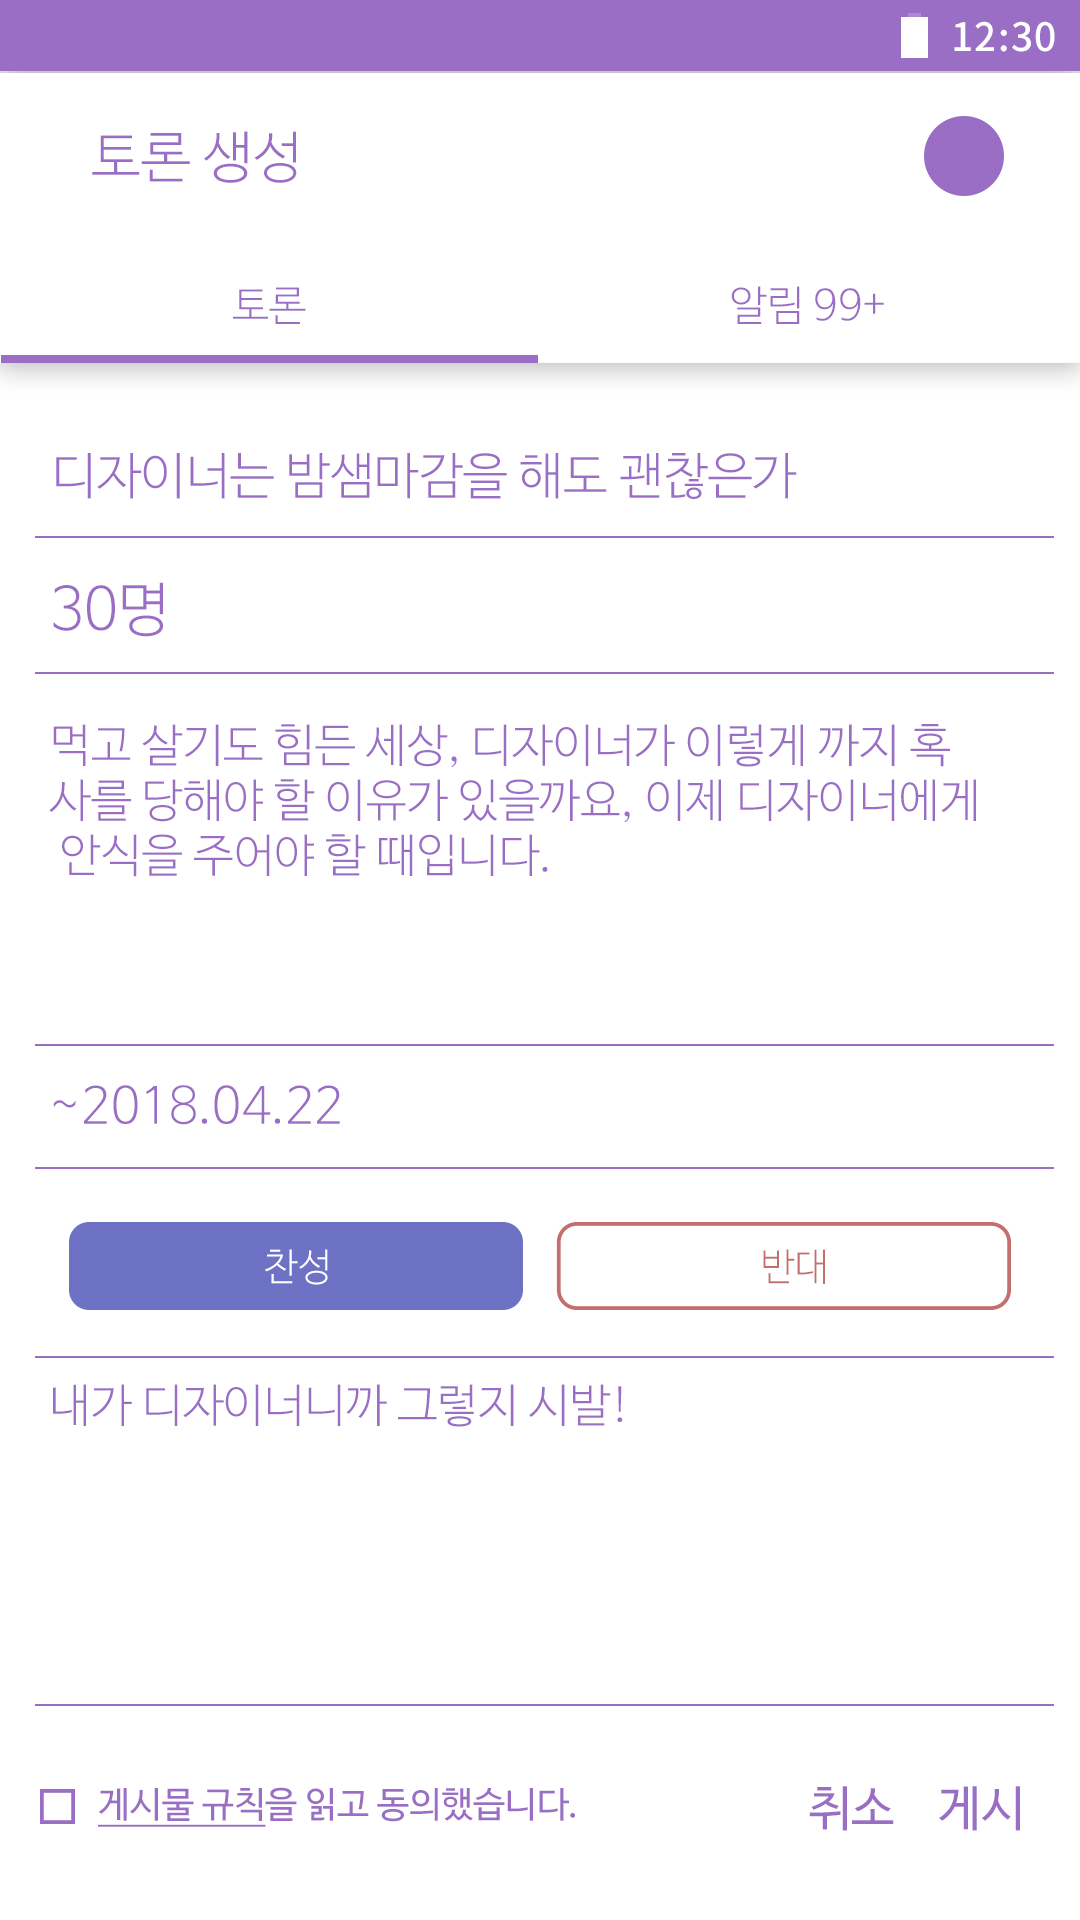 12:30
토론 생성
토론
알림 99+
디자이너는 밤샘마감을 해도 괜찮은가
30명
먹고 살기도 힘든 세상, 디자이너가 이렇게 까지 혹
사를 당해야 할 이유가 있을까요, 이제 디자이너에게
안식을 주어야 할 때입니다.
~2018.04.22
찬성
반대
내가 디자이너니까 그렇지 시발!
게시물 규칙을 읽고 동의했습니다.
취소
게시